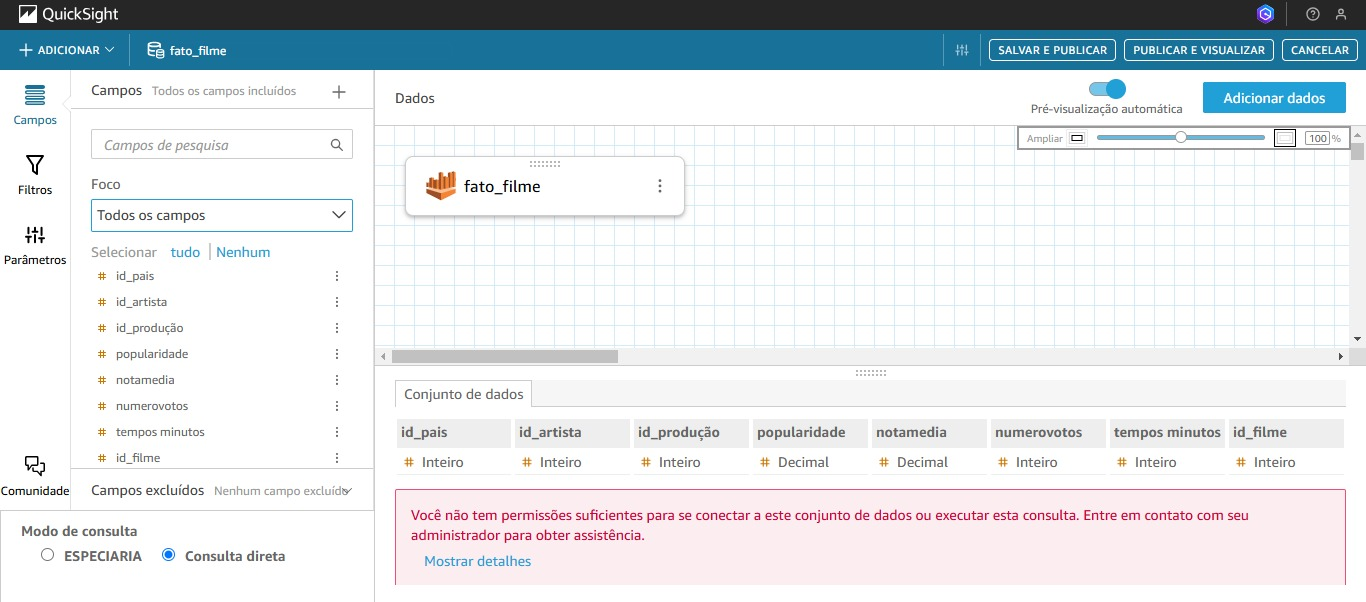 QuickSight
ADICIONAR
fato_filme
SALVAR E PUBLICAR
PUBLICAR E VISUALIZAR
CANCELAR
Campos
Filtros
Parâmetros
Comunidade
Campos Todos os campos incluídos
Campos de pesquisa
Foco
Todos os campos
Selecionar tudo Nenhum
# id_pais
# id_artista
# id_produção
# popularidade
# notamedia
# numerovotos
# tempos minutos
# id_filme
Campos excluídos Nenhum campo excluído
Modo de consulta
ESPECIARIA Consulta direta
Dados
Pré-visualização automática
Adicionar dados
Ampliar 100 %
fato_filme
Conjunto de dados
id_pais id_artista id_produção popularidade notamedia numerovotos tempos minutos id_filme
# Inteiro # Inteiro # Inteiro # Decimal # Decimal # Inteiro # Inteiro # Inteiro
Você não tem permissões suficientes para se conectar a este conjunto de dados ou executar esta consulta. Entre em contato com seu
administrador para obter assistência.
Mostrar detalhes